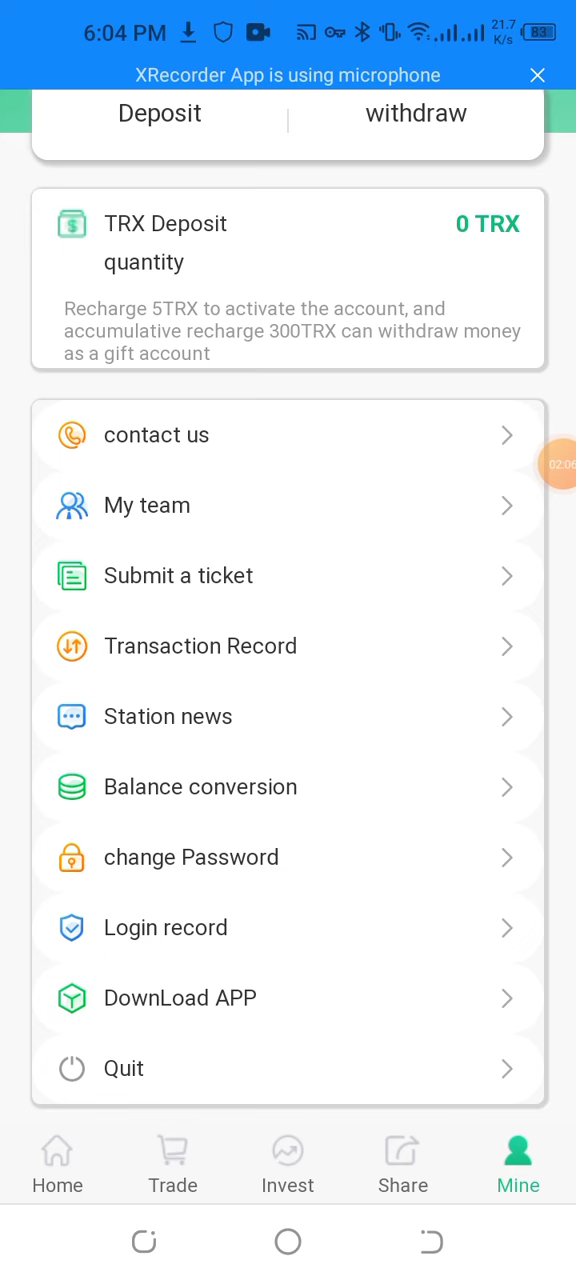 6:04 PM 21.7 K/s 83
XRecorder App is using microphone
Deposit withdraw
TRX Deposit quantity 0 TRX
Recharge 5TRX to activate the account, and
accumulative recharge 300TRX can withdraw money
as a gift account
contact us
02:06
My team
Submit a ticket
Transaction Record
Station news
Balance conversion
change Password
Login record
DownLoad APP
Quit
Home Trade Invest Share Mine